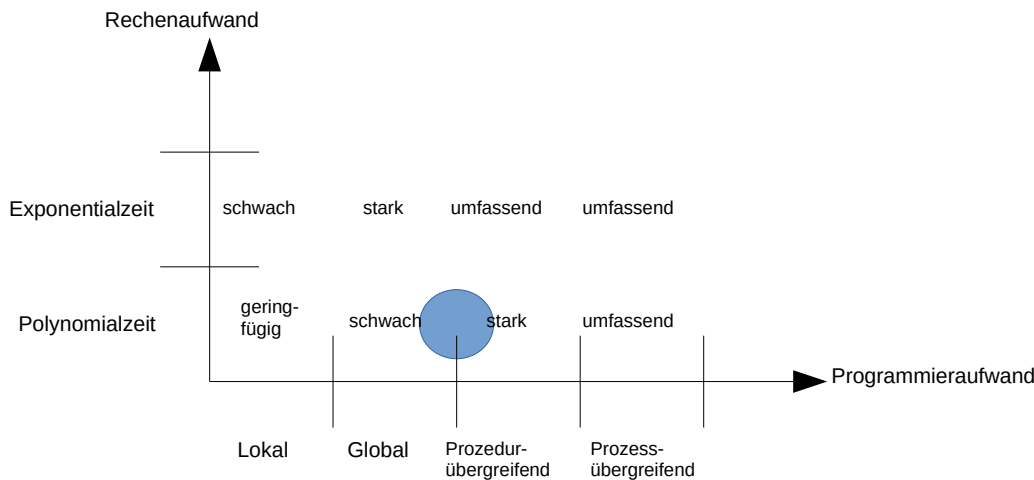 Rechenaufwand
Exponentialzeit schwach stark umfassend umfassend
gering-
fügig
Polynomialzeit schwach stark umfassend
Programmieraufwand
Lokal Global Prozedur- Prozess-
übergreifend übergreifend